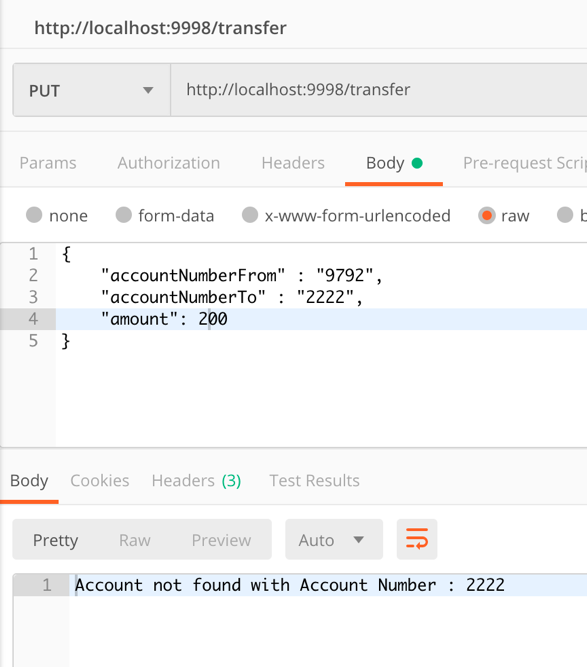 http://localhost:9998/transfer
PUT http://localhost:9998/transfer
Params Authorization Headers Body Pre-request Scri
none form-data x-www-form-urlencoded raw b
1 {
2 "accountNumberFrom" : "9792",
3 "accountNumberTo" : "2222",
4 "amount": 200
5 }
Body Cookies Headers (3) Test Results
Pretty Raw Preview Auto
1 Account not found with Account Number : 2222